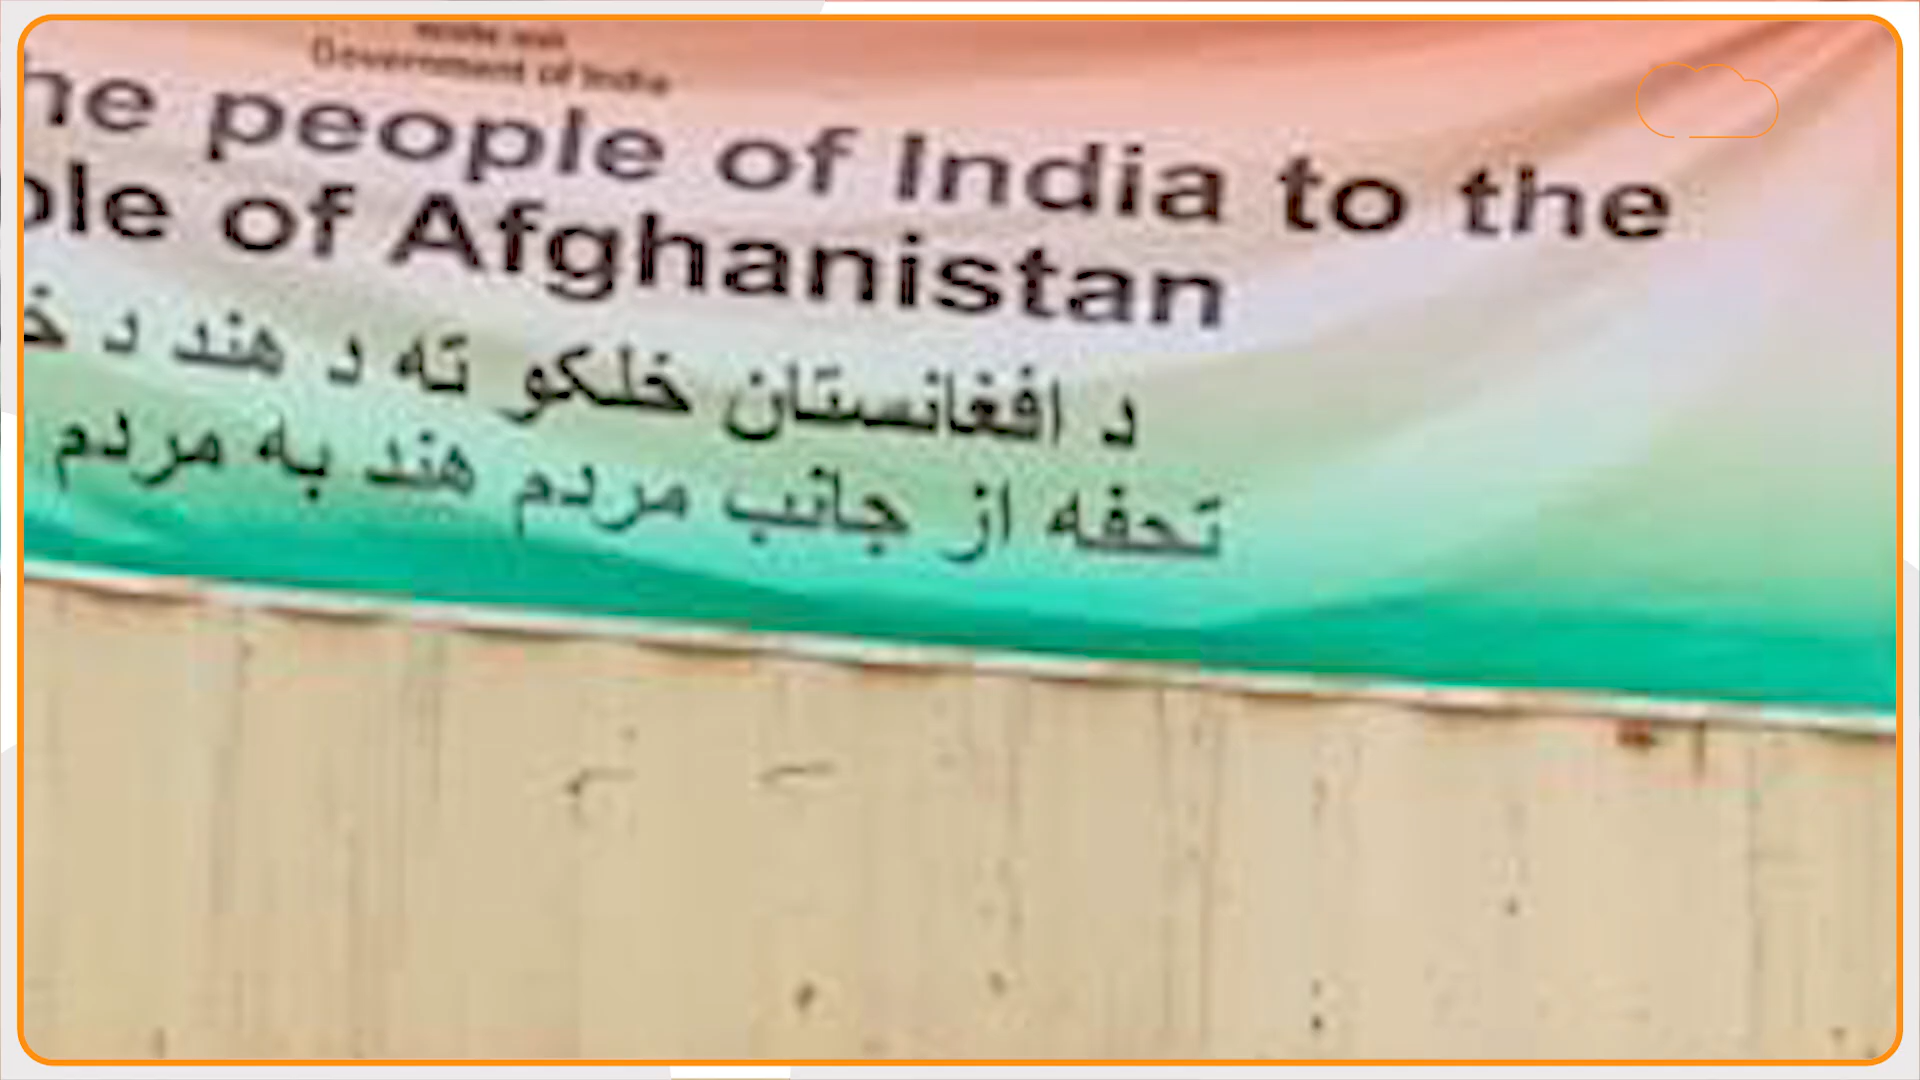 Government of India
he people of India to the
ple of Afghanistan
د افغانستان خلکو ته د هند د خ
تحفه از جانب مردم هند به مردم